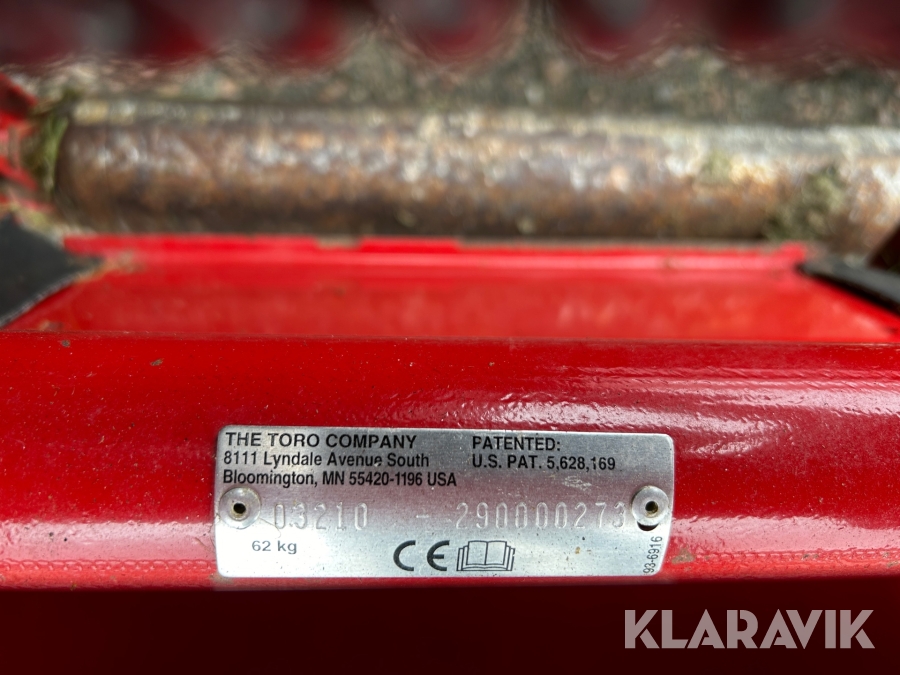 KLARAVIK
THE TORO COMPANY
8111 Lyndale Avenue South
Bloomington, MN 55420-1196 USA
PATENTED:
U.S. PAT. 5,628,169
03210 - 290000273
62 kg
CE
93-6916
KLARAVIK